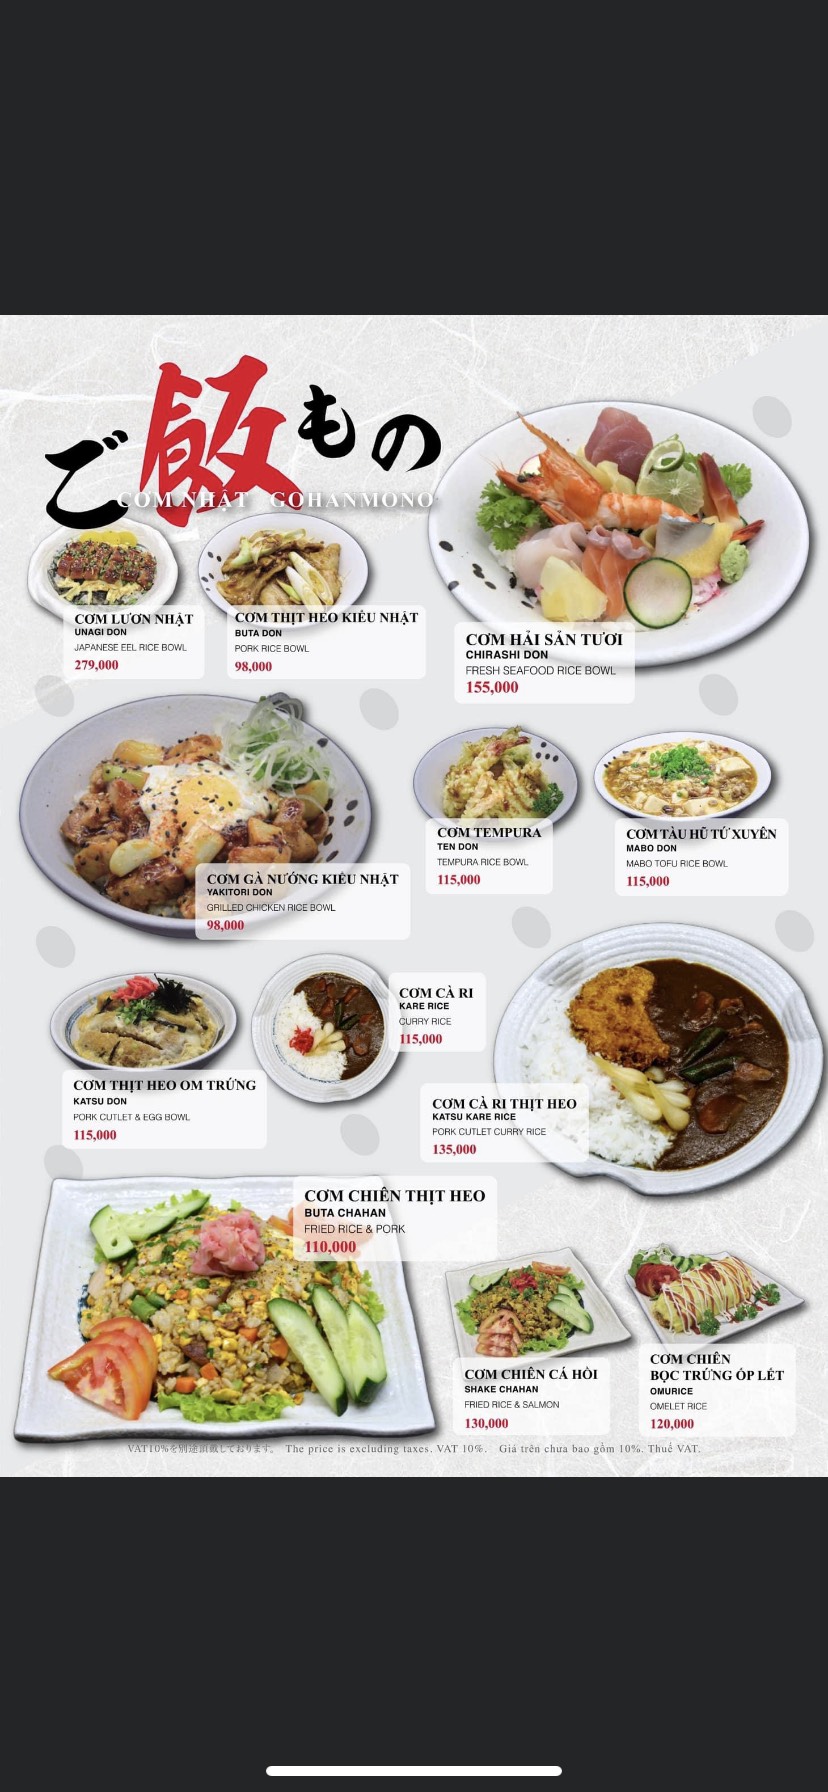 ご飯もの
CƠM NHẬT GOHANMONO
CƠM LƯƠN NHẬT
UNAGI DON
JAPANESE EEL RICE BOWL
279,000
CƠM THỊT HEO KIỂU NHẬT
BUTA DON
PORK RICE BOWL
98,000
CƠM HẢI SẢN TƯƠI
CHIRASHI DON
FRESH SEAFOOD RICE BOWL
155,000
CƠM GÀ NƯỚNG KIỂU NHẬT
YAKITORI DON
GRILLED CHICKEN RICE BOWL
98,000
CƠM TEMPURA
TEN DON
TEMPURA RICE BOWL
115,000
CƠM TÀU HŨ TỨ XUYÊN
MABO DON
MABO TOFU RICE BOWL
115,000
CƠM THỊT HEO OM TRỨNG
KATSU DON
PORK CUTLET & EGG BOWL
115,000
CƠM CÀ RI
KARE RICE
CURRY RICE
115,000
CƠM CÀ RI THỊT HEO
KATSU KARE RICE
PORK CUTLET CURRY RICE
135,000
CƠM CHIÊN THỊT HEO
BUTA CHAHAN
FRIED RICE & PORK
110,000
CƠM CHIÊN CÁ HỒI
SHAKE CHAHAN
FRIED RICE & SALMON
130,000
CƠM CHIÊN
BỌC TRỨNG ÓP LÉT
OMURICE
OMELET RICE
120,000
VAT10%を別途頂戴しております。 The price is excluding taxes. VAT 10%. Giá trên chưa bao gồm 10%. Thuế VAT.